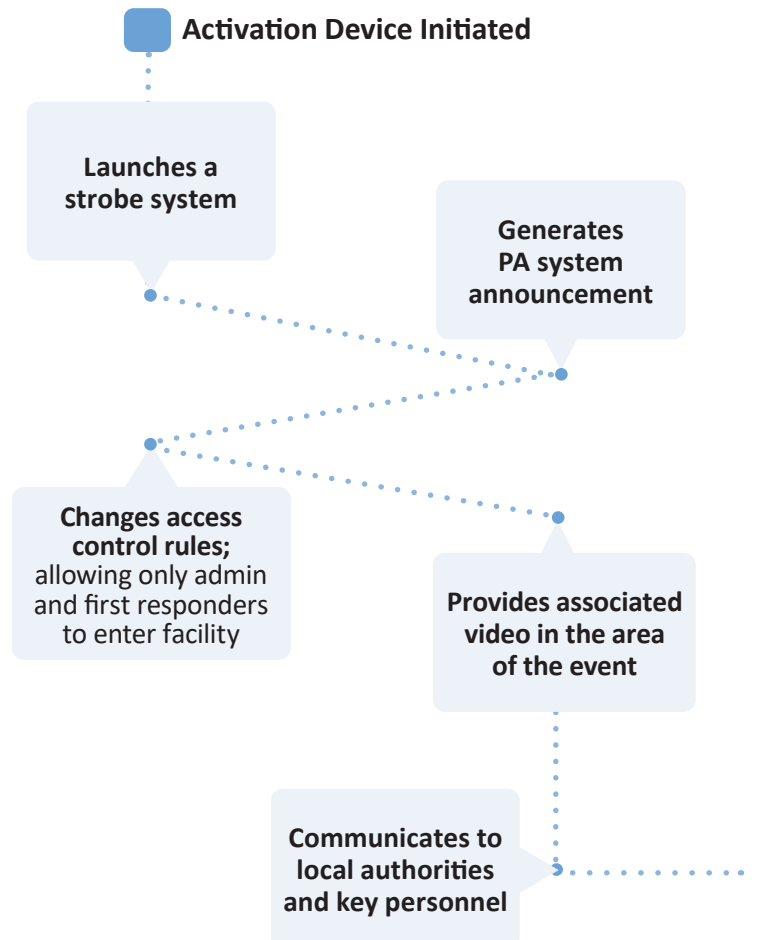 Activation Device Initiated
Launches a
strobe system
Generates
PA system
announcement
Changes access
control rules;
allowing only admin
and first responders
to enter facility
Provides associated
video in the area
of the event
Communicates to
local authorities
and key personnel